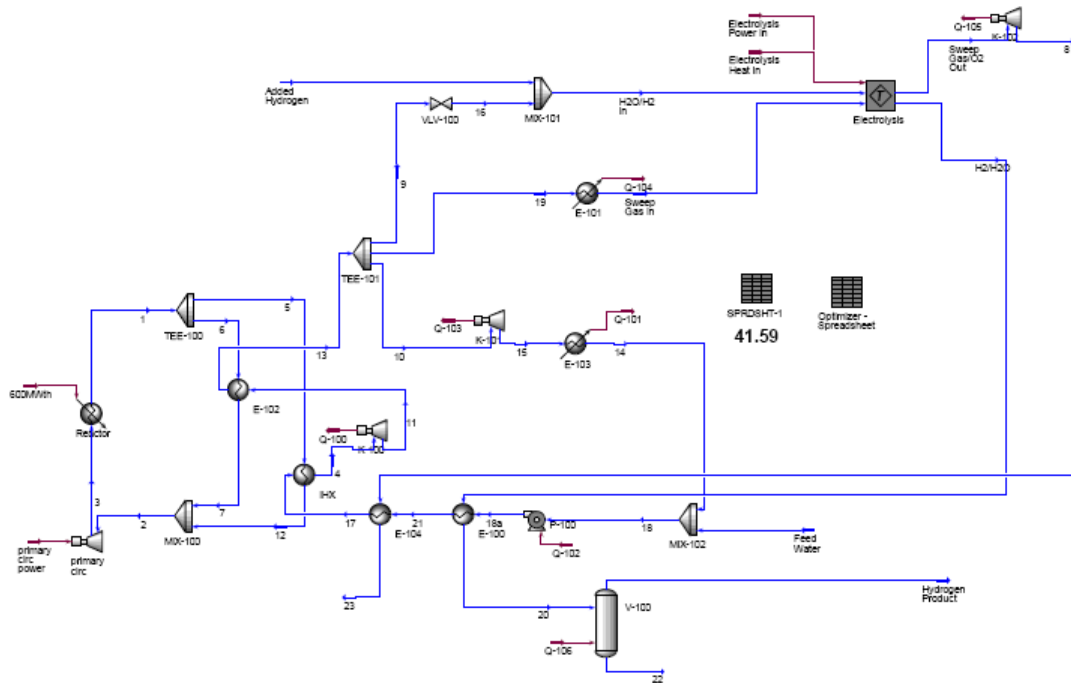 Electrolysis
Power In
Q-105
K-102
Sweep
Gas/O2
Out
8
Electrolysis
Heat In
Added
Hydrogen
VLV-100
16
MIX-101
H2O/H2
In
Electrolysis
H2/H2O
9
19
Q-104
E-101
Sweep
Gas In
TEE-101
SPRDSHT-1
41.59
Optimizer -
Spreadsheet
1
TEE-100
5
6
13
10
Q-103
K-101
15
Q-101
E-103
14
600MWth
Reactor
E-102
11
Q-100
K-100
4
IHX
3
2
7
MIX-100
12
17
E-104
21
E-100
18a
P-100
18
MIX-102
Feed
Water
primary
circ
power
primary
circ
Q-102
23
20
V-100
Hydrogen
Product
Q-106
22